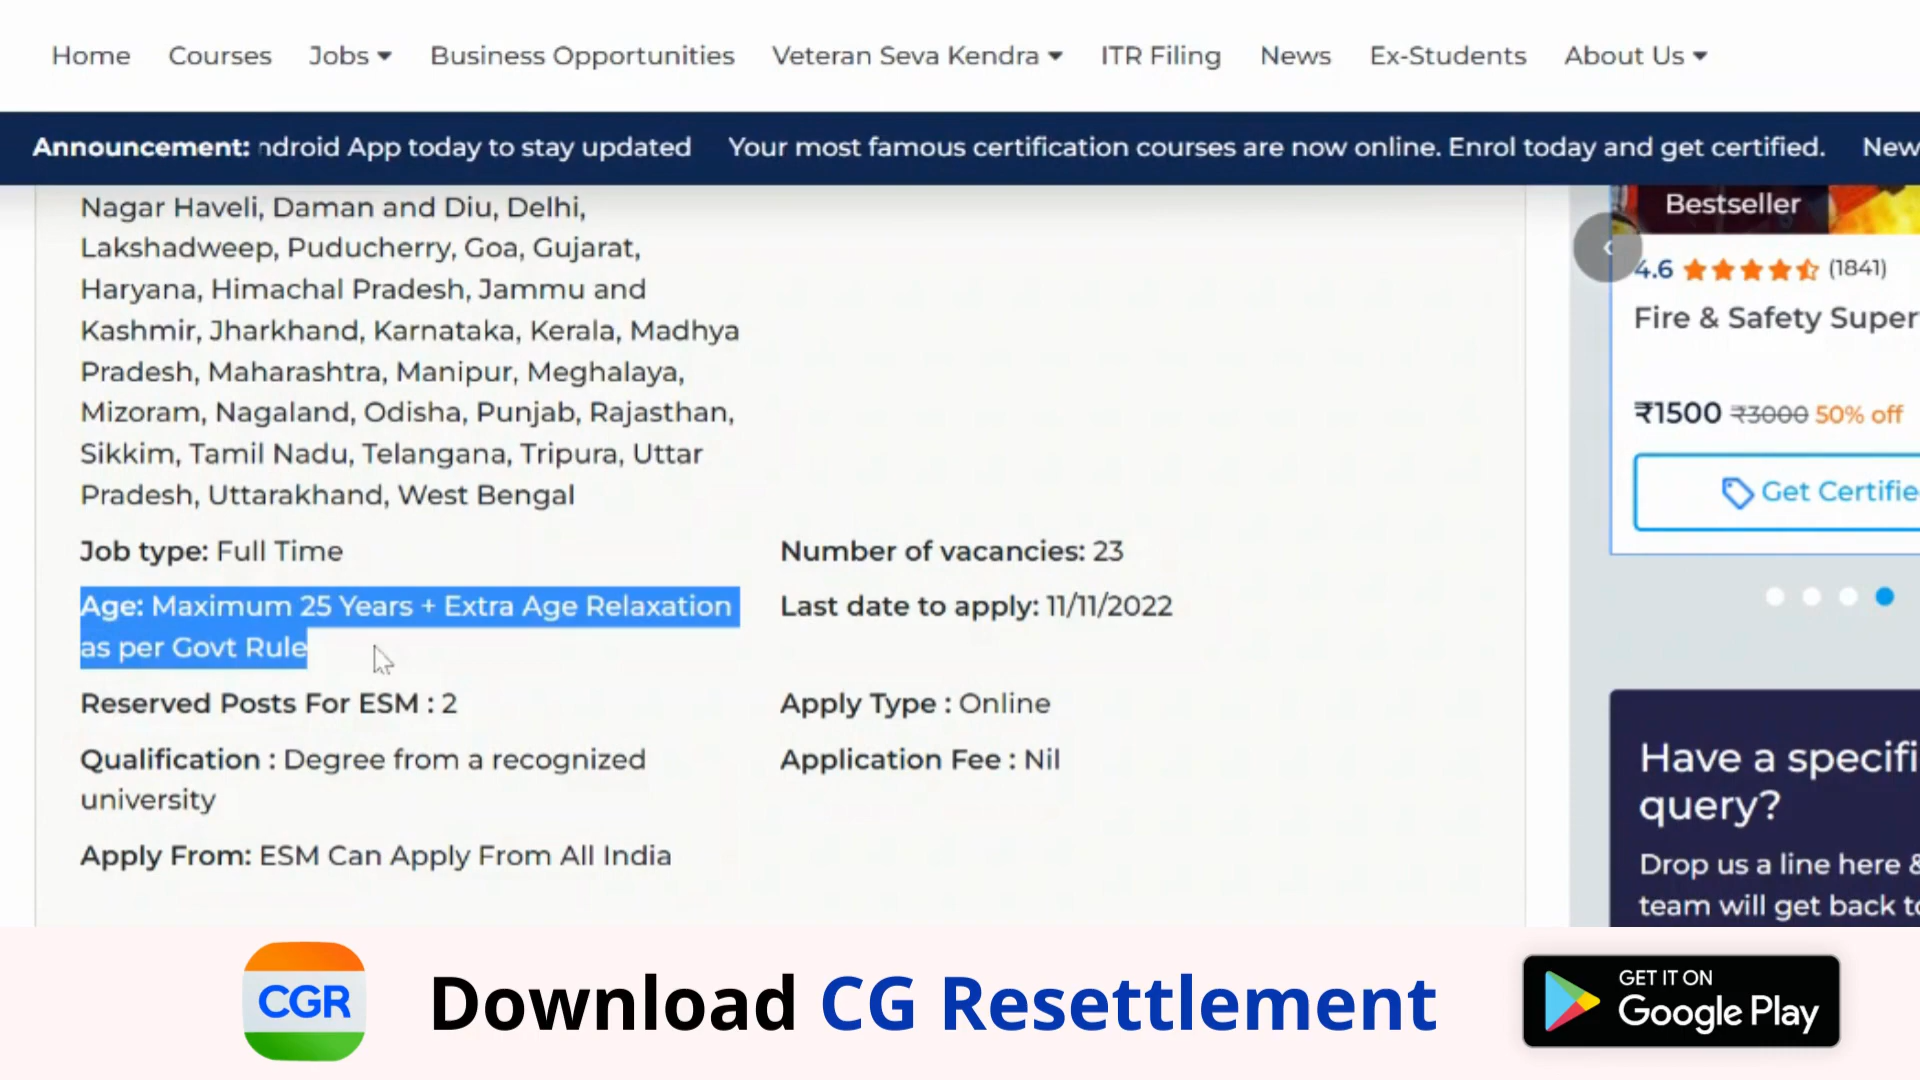 Home Courses Jobs Business Opportunities Veteran Seva Kendra ITR Filing News Ex-Students About Us
Announcement: ndroid App today to stay updated Your most famous certification courses are now online. Enrol today and get certified. New
Nagar Haveli, Daman and Diu, Delhi,
Lakshadweep, Puducherry, Goa, Gujarat,
Haryana, Himachal Pradesh, Jammu and
Kashmir, Jharkhand, Karnataka, Kerala, Madhya
Pradesh, Maharashtra, Manipur, Meghalaya,
Mizoram, Nagaland, Odisha, Punjab, Rajasthan,
Sikkim, Tamil Nadu, Telangana, Tripura, Uttar
Pradesh, Uttarakhand, West Bengal
Job type: Full Time
Number of vacancies: 23
Age: Maximum 25 Years + Extra Age Relaxation
as per Govt Rule
Last date to apply: 11/11/2022
Reserved Posts For ESM : 2
Apply Type : Online
Qualification : Degree from a recognized
university
Application Fee : Nil
Apply From: ESM Can Apply From All India
Bestseller
4.6 (1841)
Fire & Safety Super
₹1500 ₹3000 50% off
Get Certifie
Have a specifi
query?
Drop us a line here &
team will get back to
CGR
Download CG Resettlement
GET IT ON
Google Play